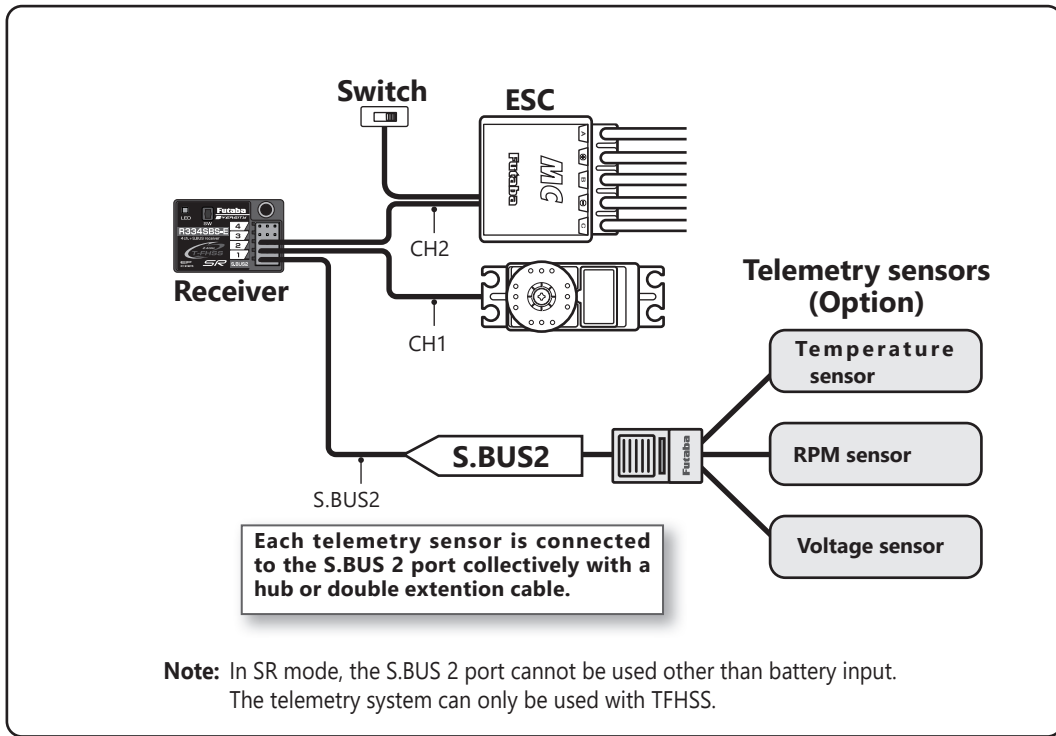 Switch
ESC
A
B
C
MC
Futaba
LED
SW
Futaba
R334SBS-E
T-FHSS
SR
4
3
2
1
S.BUS2
Receiver
CH2
CH1
Telemetry sensors
(Option)
Temperature
sensor
RPM sensor
Voltage sensor
S.BUS2
Futaba
S.BUS2
Each telemetry sensor is connected
to the S.BUS 2 port collectively with a
hub or double extention cable.
Note: In SR mode, the S.BUS 2 port cannot be used other than battery input.
The telemetry system can only be used with TFHSS.